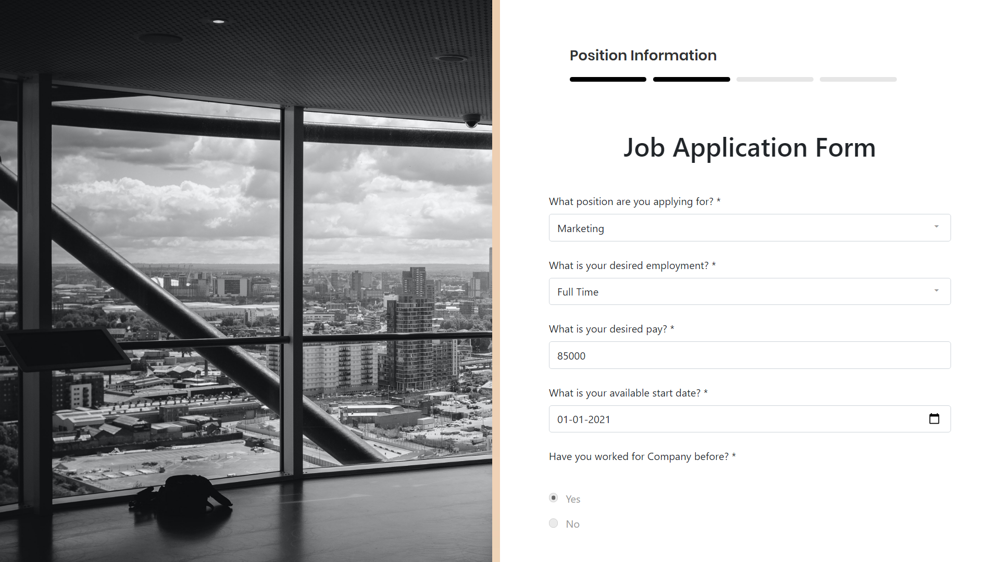 Position Information
Job Application Form
What position are you applying for? *
Marketing
What is your desired employment? *
Full Time
What is your desired pay? *
85000
What is your available start date? *
01-01-2021
Have you worked for Company before? *
Yes
No